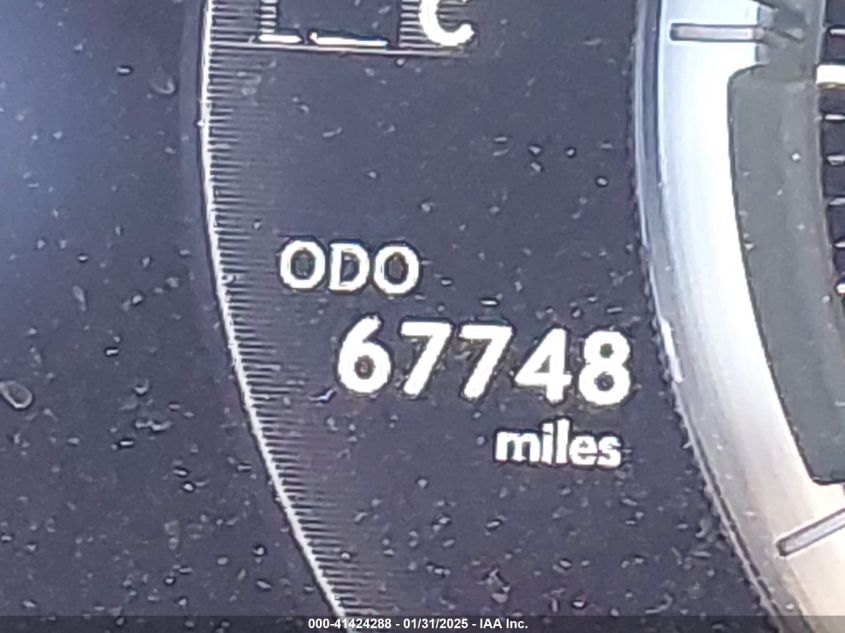 C
ODO
67748
miles
000-41424288 - 01/31/2025 - IAA Inc.